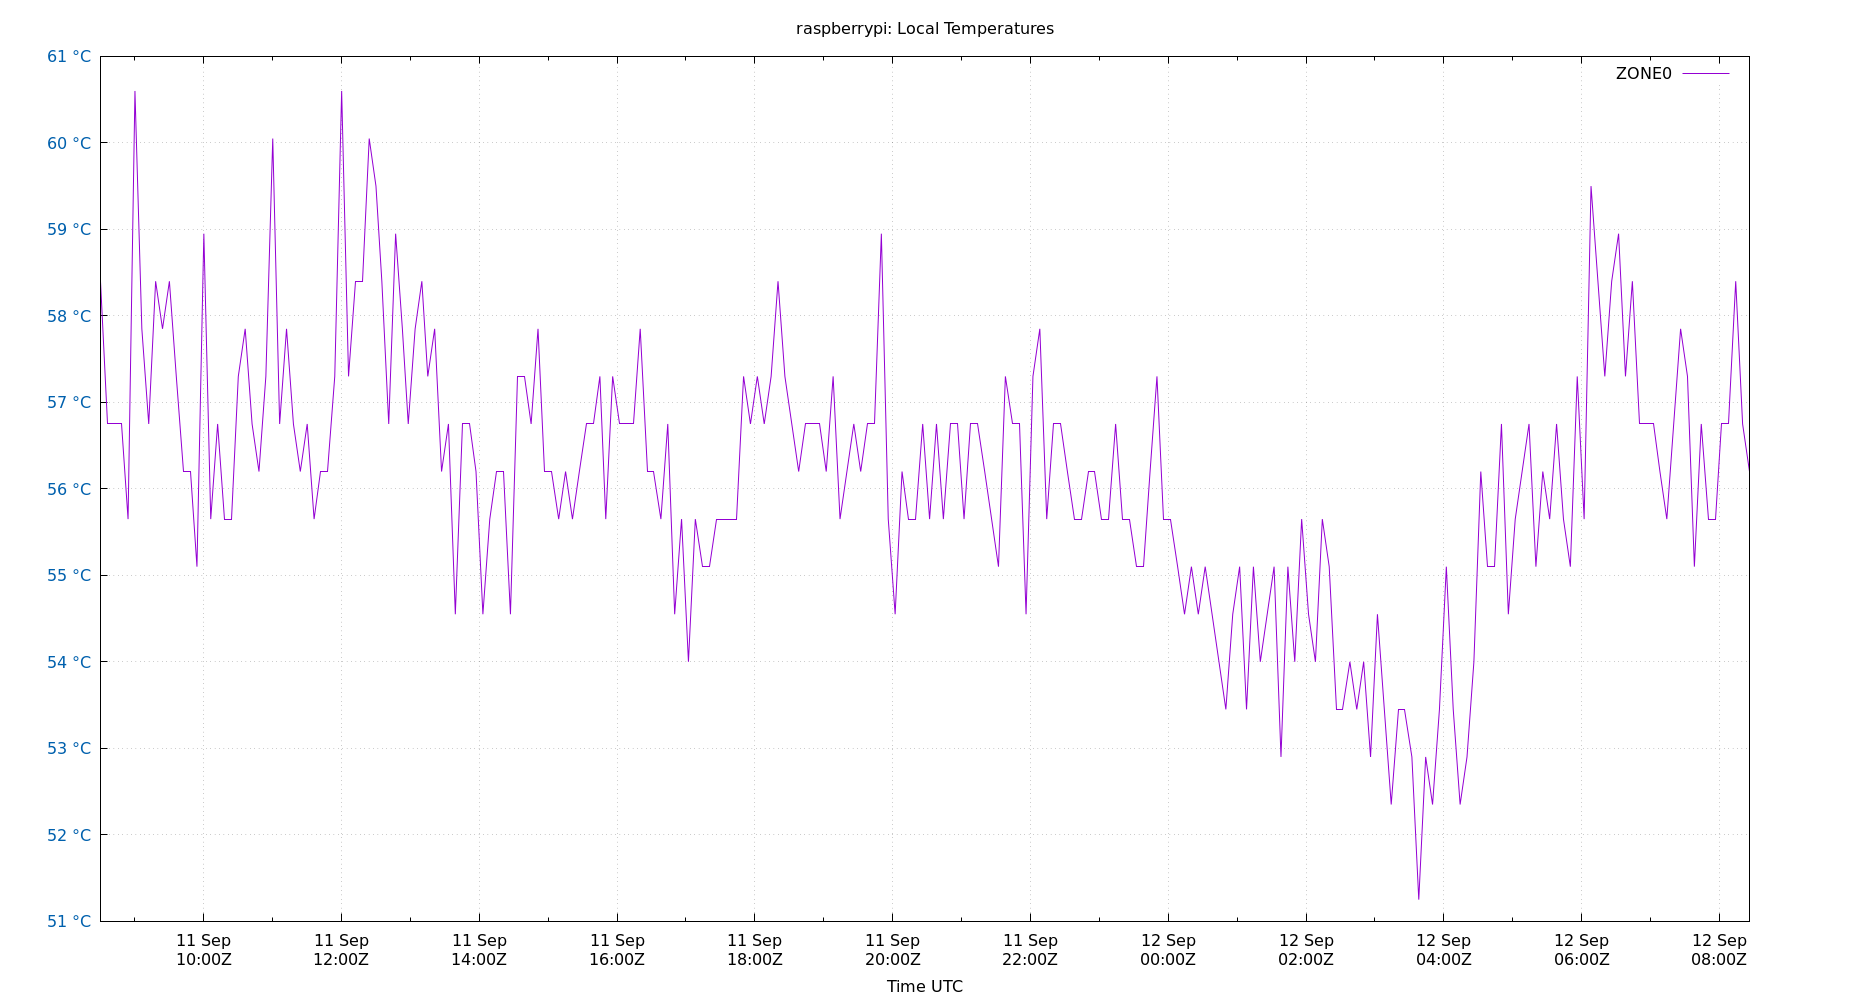 raspberrypi: Local Temperatures
61 °C
ZONE0
60 °C
59 °C
58 °C
57 °C
56 °C
55 °C
54 °C
53 °C
52 °C
51 °C
11 Sep 11 Sep 11 Sep 11 Sep 11 Sep 11 Sep 11 Sep 12 Sep 12 Sep 12 Sep 12 Sep 12 Sep
10:00Z 12:00Z 14:00Z 16:00Z 18:00Z 20:00Z 22:00Z 00:00Z 02:00Z 04:00Z 06:00Z 08:00Z
Time UTC